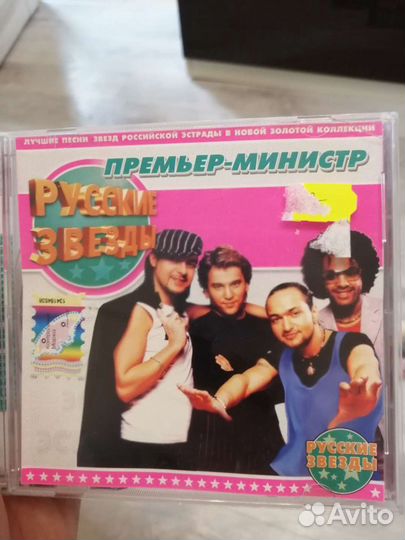 ЛУЧШИЕ ПЕСНИ ЗВЕЗД РОССИЙСКОЙ ЭСТРАДЫ В НОВОЙ ЗОЛОТОЙ КОЛЛЕКЦИИ
ПРЕМЬЕР-МИНИСТР
РУССКИЕ
ЗВЕЗДЫ
РУССКИЕ
ЗВЕЗДЫ
Avito